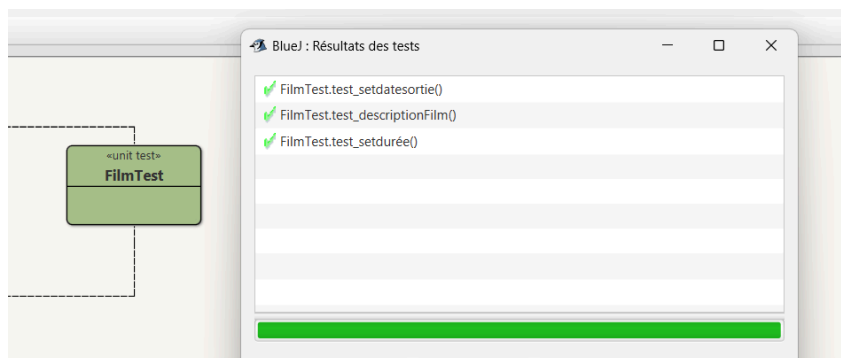 BlueJ : Résultats des tests
FilmTest.test_setdatesortie()
FilmTest.test_descriptionFilm()
FilmTest.test_setdurée()
«unit test»
FilmTest